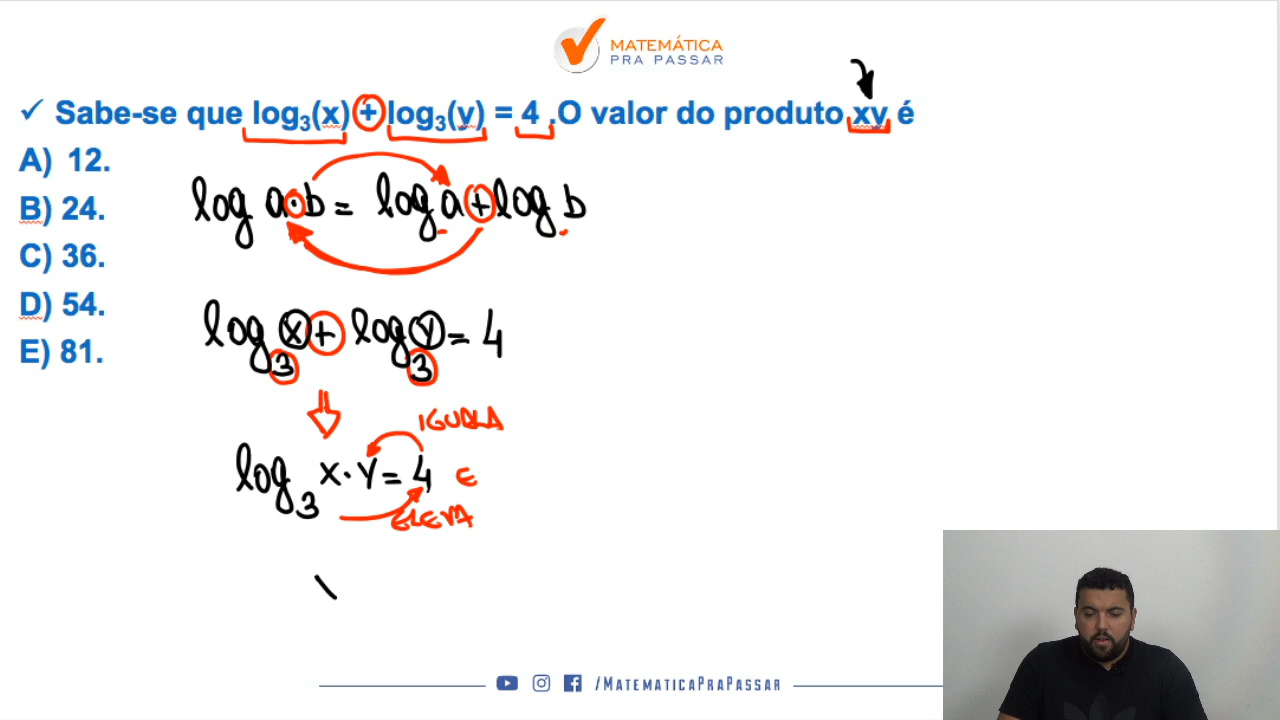 MATEMÁTICA
PRA PASSAR
✓ Sabe-se que log₃(x) + log₃(y) = 4 .O valor do produto xy é
A) 12.
B) 24.
C) 36.
D) 54.
E) 81.
log a·b = log a + log b
log₃ x + log₃ y = 4
IGUALA
log₃ x·y = 4 E
ELEVA
/MATEMATICAPRAPASSAR